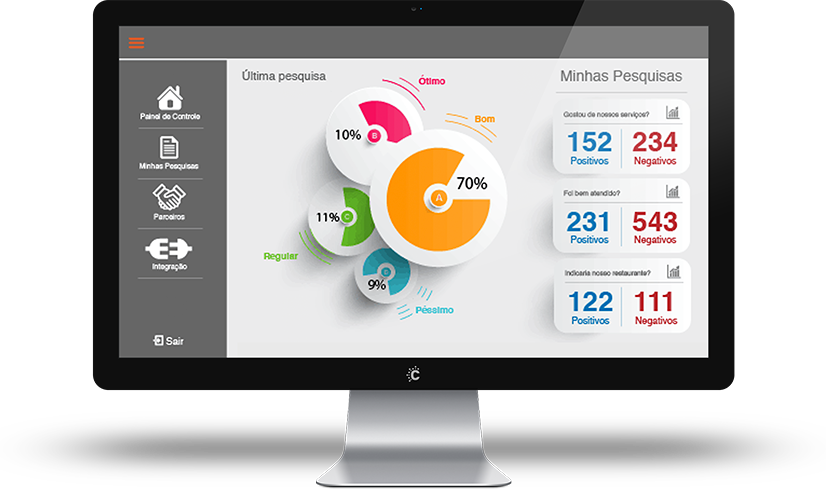 Painel de Controle
Minhas Pesquisas
Parceiros
Integração
Sair
Última pesquisa
Ótimo
Bom
10%
B
70%
A
11%
C
Regular
9%
Péssimo
Minhas Pesquisas
Gostou de nossos serviços?
152 234
Positivos Negativos
Foi bem atendido?
231 543
Positivos Negativos
Indicaria nosso restaurante?
122 111
Positivos Negativos
C